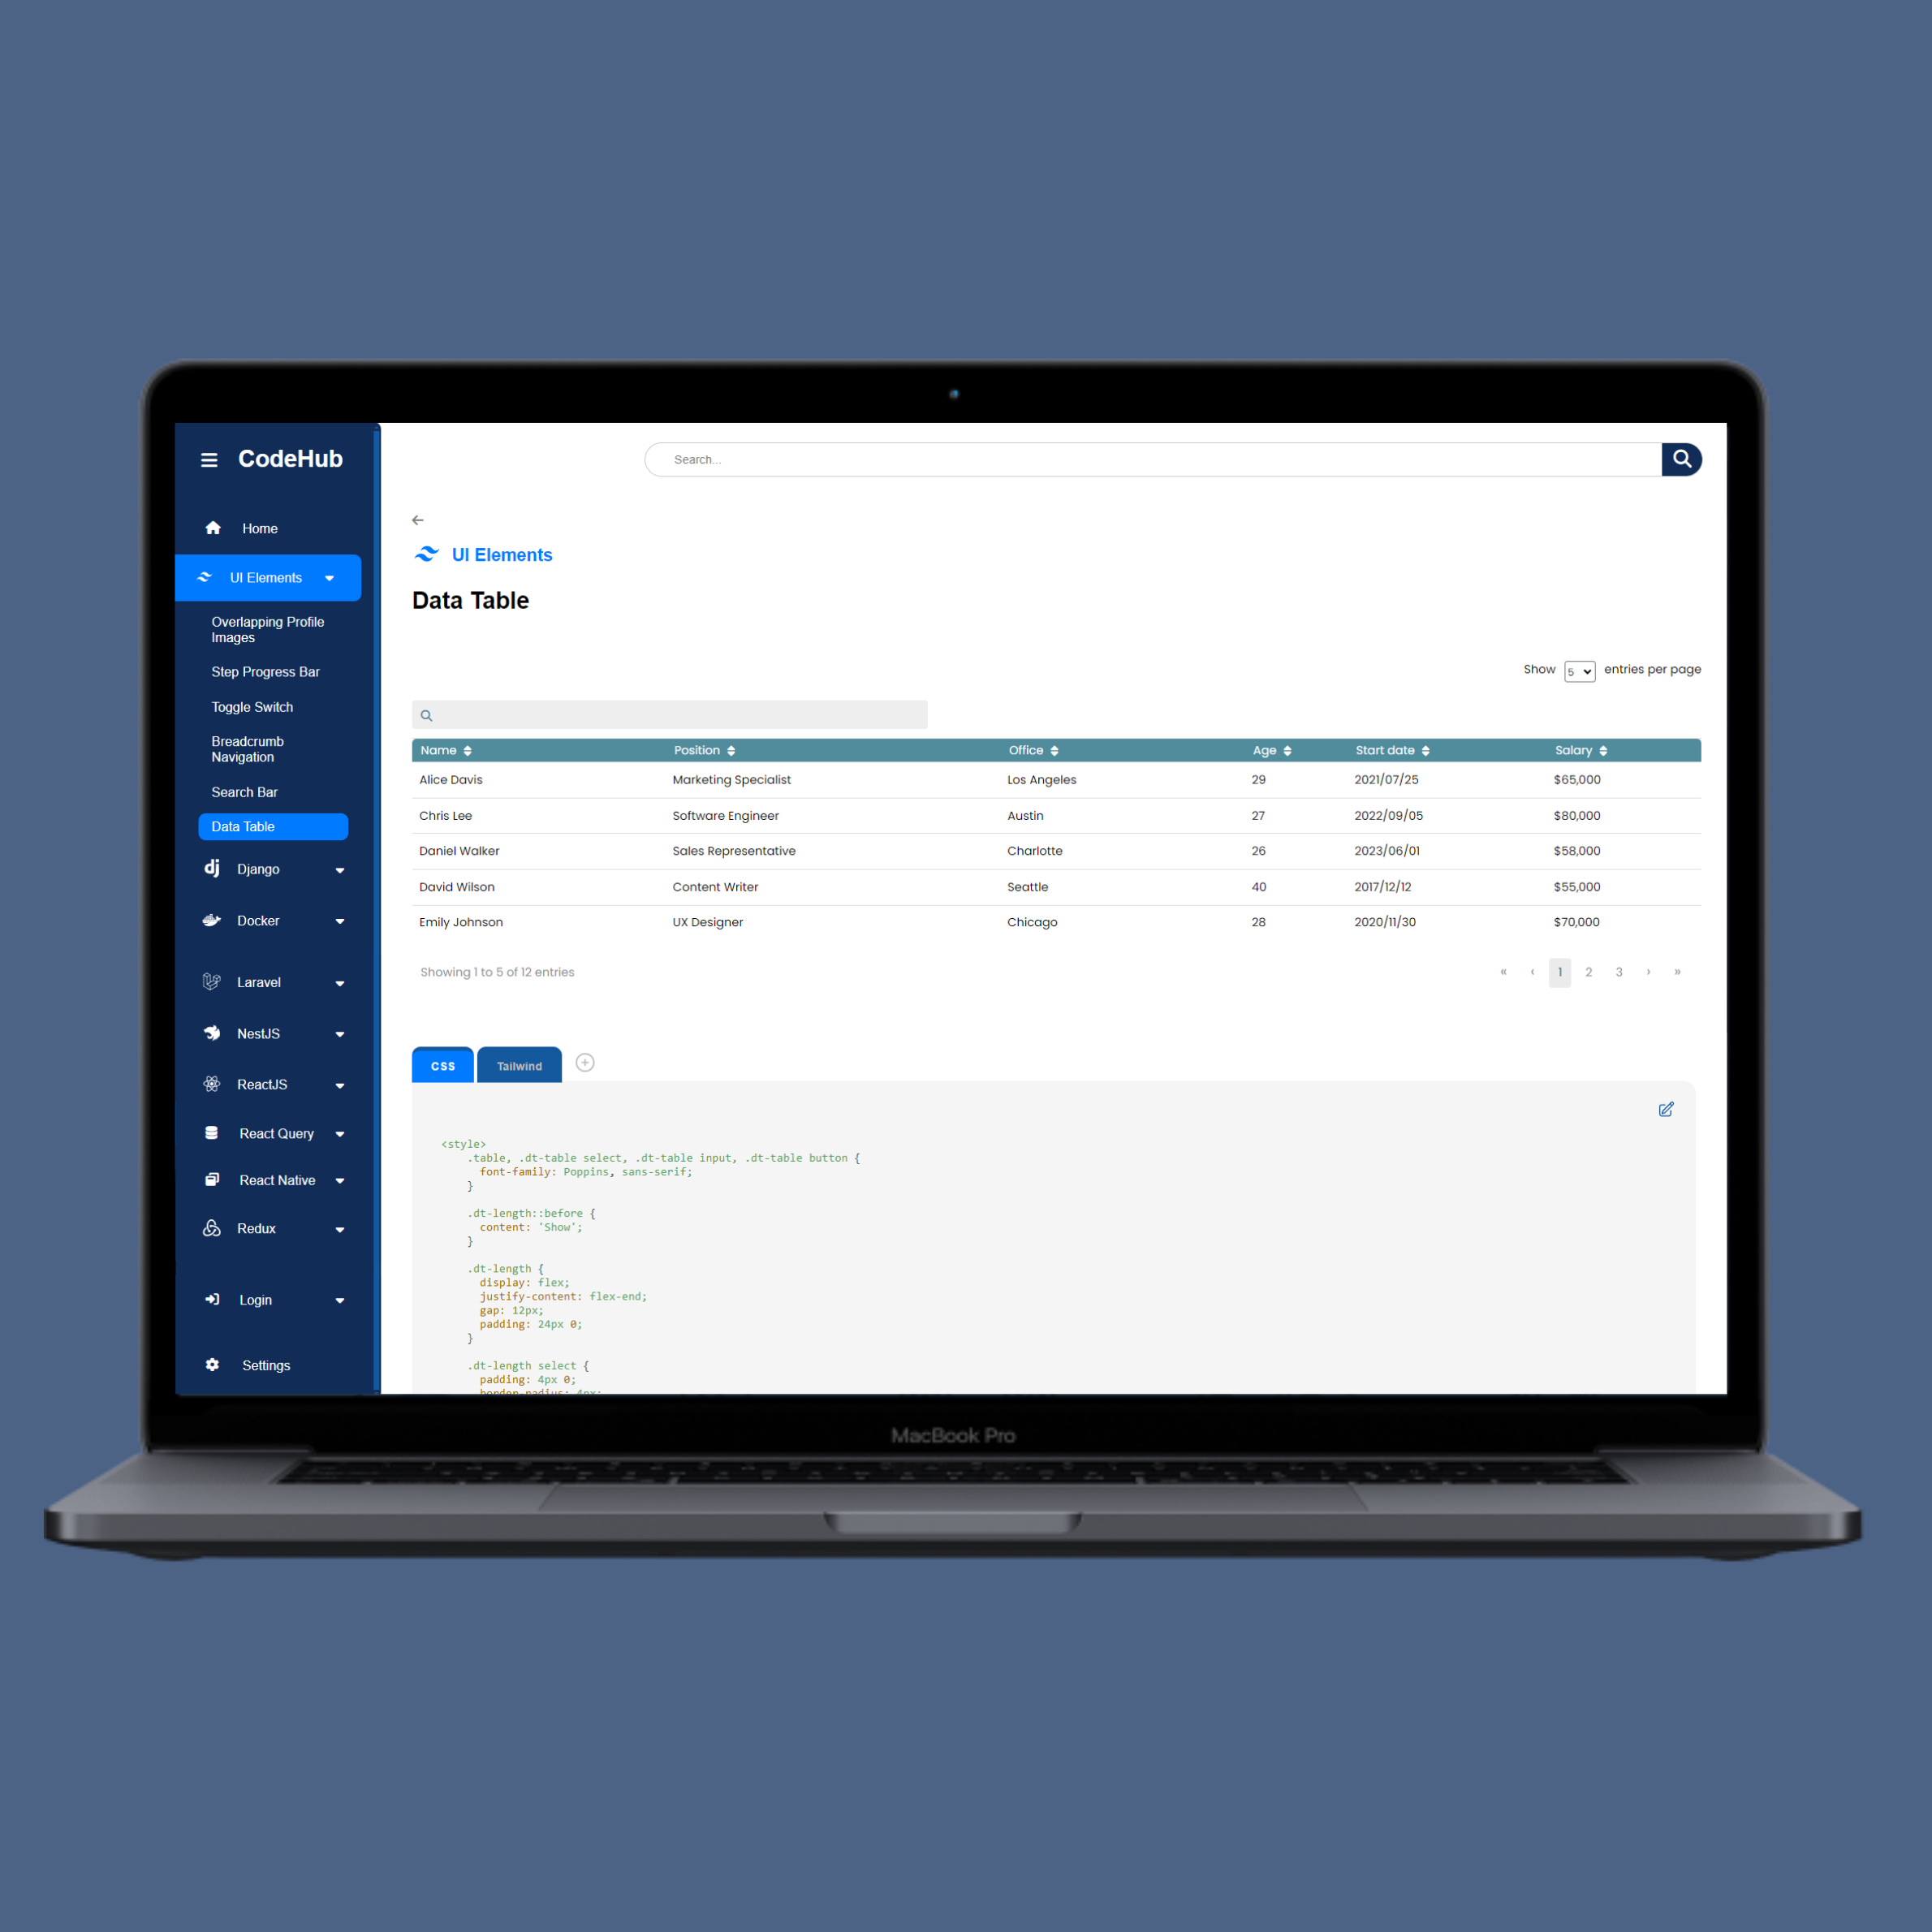 CodeHub
Search...
Home
UI Elements
Overlapping Profile
Images
Step Progress Bar
Toggle Switch
Breadcrumb
Navigation
Search Bar
Data Table
dj Django
Docker
Laravel
NestJS
ReactJS
React Query
React Native
Redux
Login
Settings
UI Elements
Data Table
Show 5 entries per page
Name Position Office Age Start date Salary
Alice Davis Marketing Specialist Los Angeles 29 2021/07/25 $65,000
Chris Lee Software Engineer Austin 27 2022/09/05 $80,000
Daniel Walker Sales Representative Charlotte 26 2023/06/01 $58,000
David Wilson Content Writer Seattle 40 2017/12/12 $55,000
Emily Johnson UX Designer Chicago 28 2020/11/30 $70,000
Showing 1 to 5 of 12 entries « ‹ 1 2 3 › »
CSS Tailwind
<style>
.table, .dt-table select, .dt-table input, .dt-table button {
font-family: Poppins, sans-serif;
}
.dt-length::before {
content: 'Show';
}
.dt-length {
display: flex;
justify-content: flex-end;
gap: 12px;
padding: 24px 0;
}
.dt-length select {
padding: 4px 0;
border-radius: 4px;
MacBook Pro